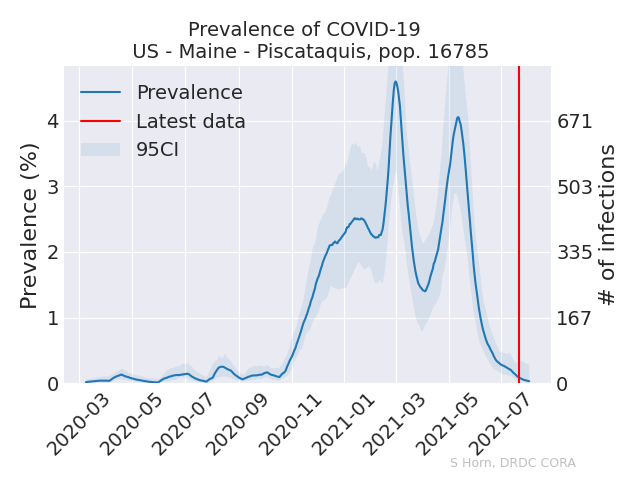 Prevalence of COVID-19
US - Maine - Piscataquis, pop. 16785
Prevalence
Latest data
95CI
Prevalence (%)
4
3
2
1
0
671
503
335
167
0
# of infections
2020-03
2020-05
2020-07
2020-09
2020-11
2021-01
2021-03
2021-05
2021-07
S Horn, DRDC CORA